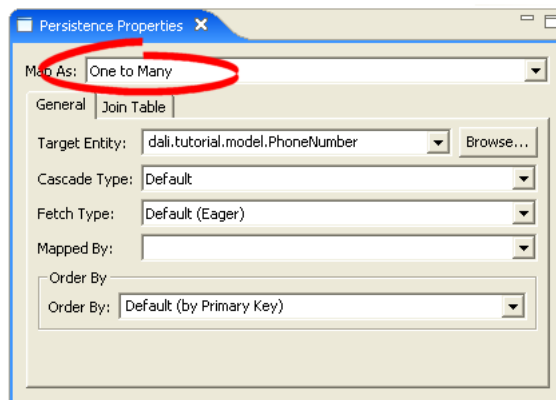 Persistence Properties
Map As: One to Many
General Join Table
Target Entity: dali.tutorial.model.PhoneNumber Browse...
Cascade Type: Default
Fetch Type: Default (Eager)
Mapped By:
Order By
Order By: Default (by Primary Key)